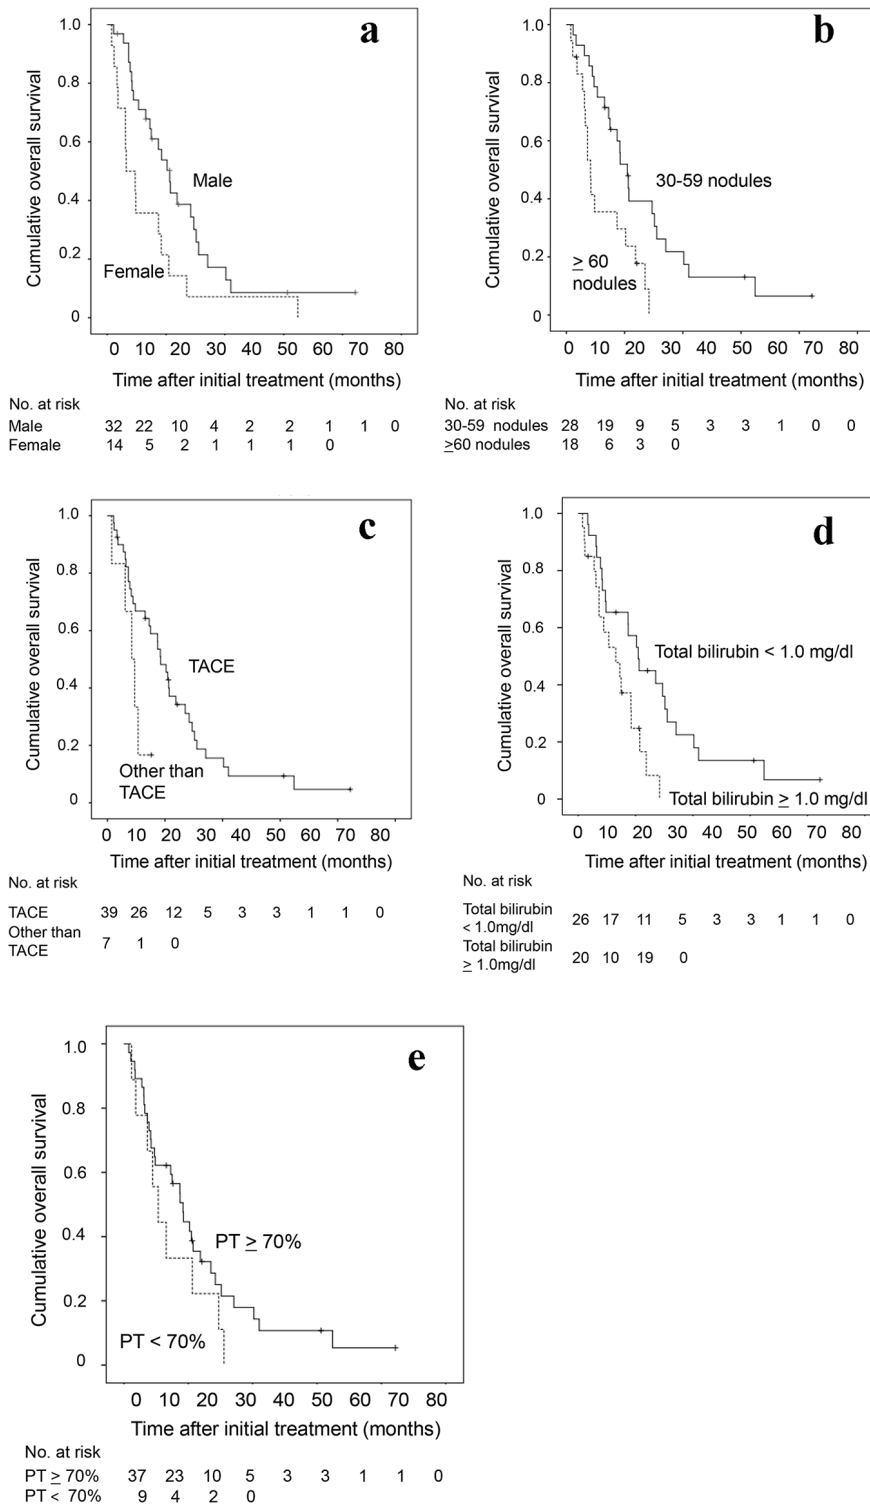 a
Cumulative overall survival
1.0
0.8
0.6
0.4
0.2
0
Male
Female
0 10 20 30 40 50 60 70 80
Time after initial treatment (months)
No. at risk
Male 32 22 10 4 2 2 1 1 0
Female 14 5 2 1 1 1 0
b
Cumulative overall survival
1.0
0.8
0.6
0.4
0.2
0
30-59 nodules
≥ 60
nodules
0 10 20 30 40 50 60 70 80
Time after initial treatment (months)
No. at risk
30-59 nodules 28 19 9 5 3 3 1 0 0
≥60 nodules 18 6 3 0
c
Cumulative overall survival
1.0
0.8
0.6
0.4
0.2
0
TACE
Other than
TACE
0 10 20 30 40 50 60 70 80
Time after initial treatment (months)
No. at risk
TACE 39 26 12 5 3 3 1 1 0
Other than
TACE 7 1 0
d
Cumulative overall survival
1.0
0.8
0.6
0.4
0.2
0
Total bilirubin < 1.0 mg/dl
Total bilirubin ≥ 1.0 mg/dl
0 10 20 30 40 50 60 70 80
Time after initial treatment (months)
No. at risk
Total bilirubin
< 1.0mg/dl 26 17 11 5 3 3 1 1 0
Total bilirubin
≥ 1.0mg/dl 20 10 19 0
e
Cumulative overall survival
1.0
0.8
0.6
0.4
0.2
0
PT ≥ 70%
PT < 70%
0 10 20 30 40 50 60 70 80
Time after initial treatment (months)
No. at risk
PT ≥ 70% 37 23 10 5 3 3 1 1 0
PT < 70% 9 4 2 0